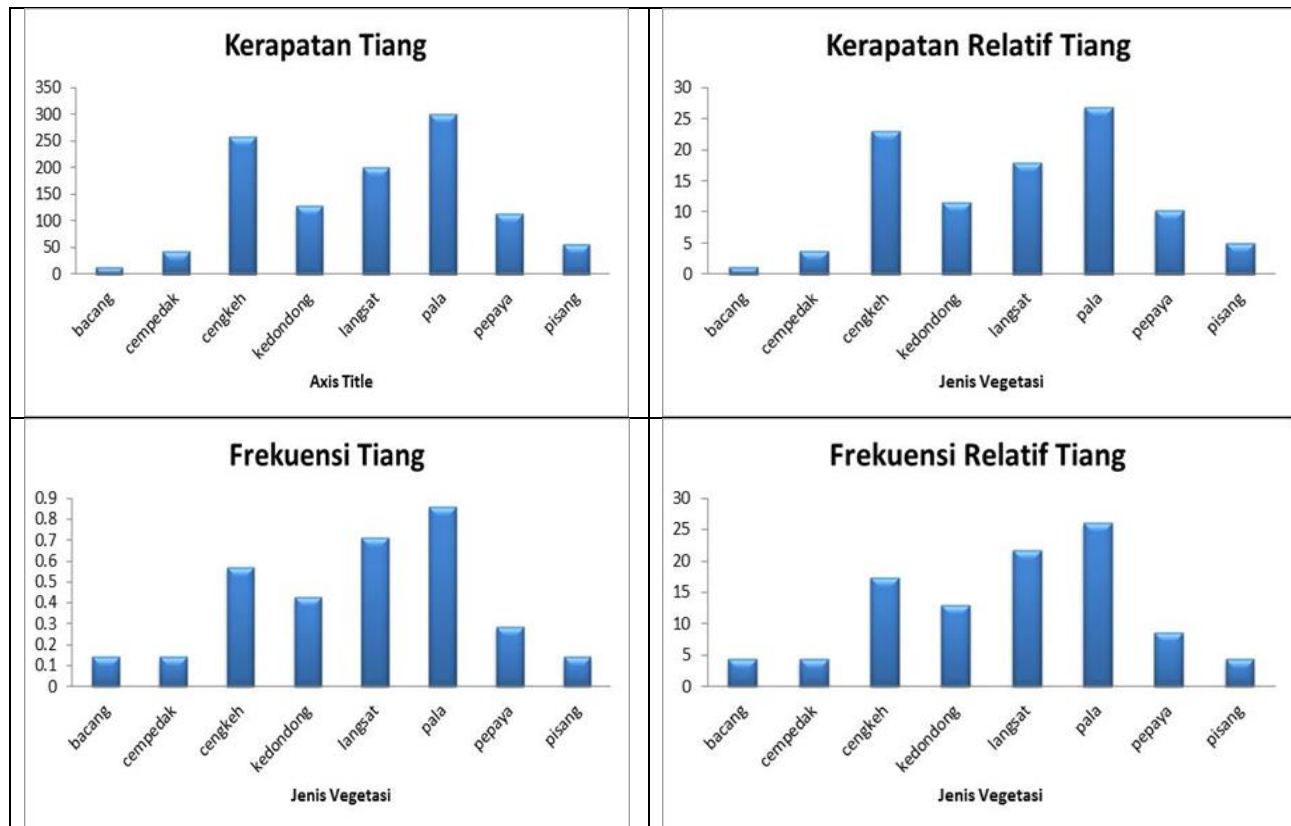 Kerapatan Tiang
350
300
250
200
150
100
50
0
bacang
cempedak
cengkeh
kedondong
langsat
pala
pepaya
pisang
Axis Title
Kerapatan Relatif Tiang
30
25
20
15
10
5
0
bacang
cempedak
cengkeh
kedondong
langsat
pala
pepaya
pisang
Jenis Vegetasi
Frekuensi Tiang
0.9
0.8
0.7
0.6
0.5
0.4
0.3
0.2
0.1
0
bacang
cempedak
cengkeh
kedondong
langsat
pala
pepaya
pisang
Jenis Vegetasi
Frekuensi Relatif Tiang
30
25
20
15
10
5
0
bacang
cempedak
cengkeh
kedondong
langsat
pala
pepaya
pisang
Jenis Vegetasi